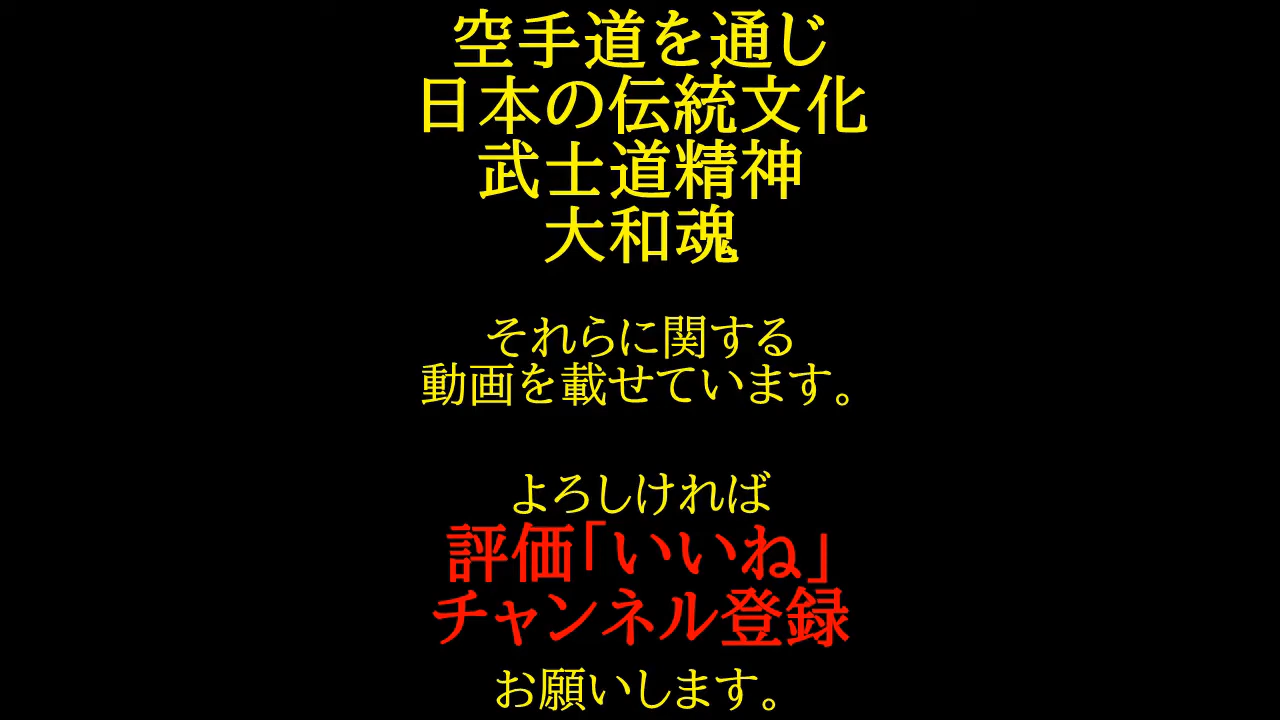 空手道を通じ
日本の伝統文化
武士道精神
大和魂
それらに関する
動画を載せています。
よろしければ
評価「いいね」
チャンネル登録
お願いします。